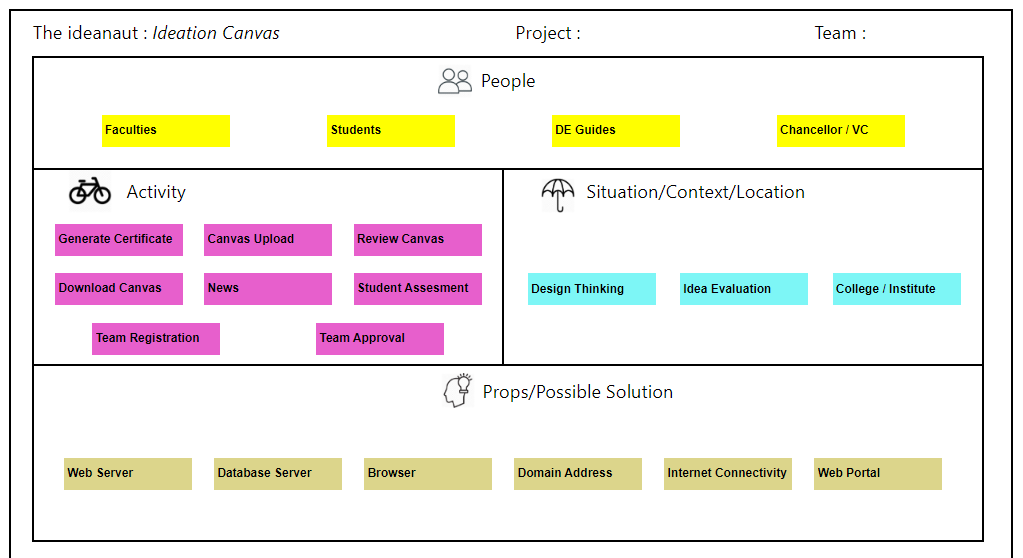 The ideanaut : Ideation Canvas Project : Team :
People
Faculties Students DE Guides Chancellor / VC
Activity
Generate Certificate Canvas Upload Review Canvas
Download Canvas News Student Assesment
Team Registration Team Approval
Situation/Context/Location
Design Thinking Idea Evaluation College / Institute
Props/Possible Solution
Web Server Database Server Browser Domain Address Internet Connectivity Web Portal